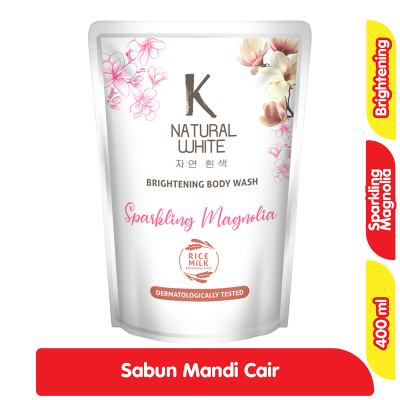 K
NATURAL
WHITE
자연 흰색
BRIGHTENING BODY WASH
Sparkling Magnolia
RICE
MILK
DERMATOLOGICALLY TESTED
Brightening
Sparkling
Magnolia
400 ml
Sabun Mandi Cair